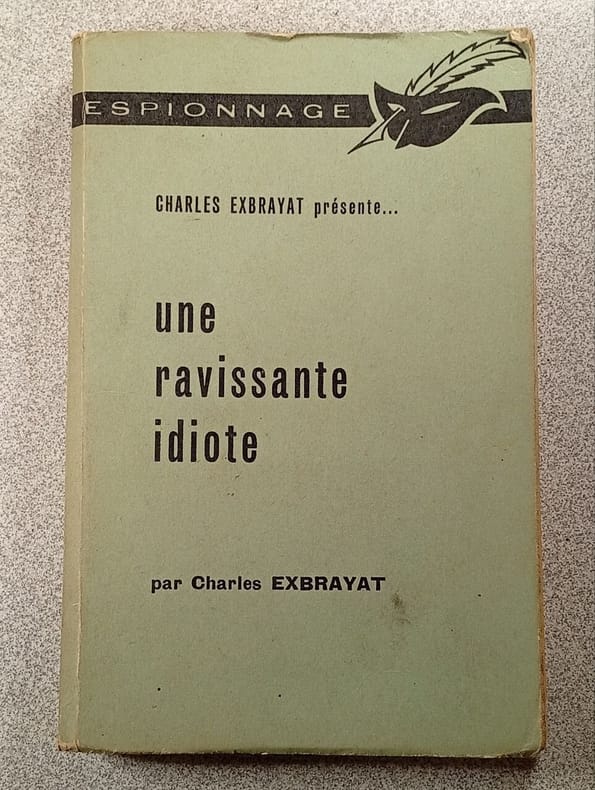 ESPIONNAGE
CHARLES EXBRAYAT présente...
une
ravissante
idiote
par Charles EXBRAYAT